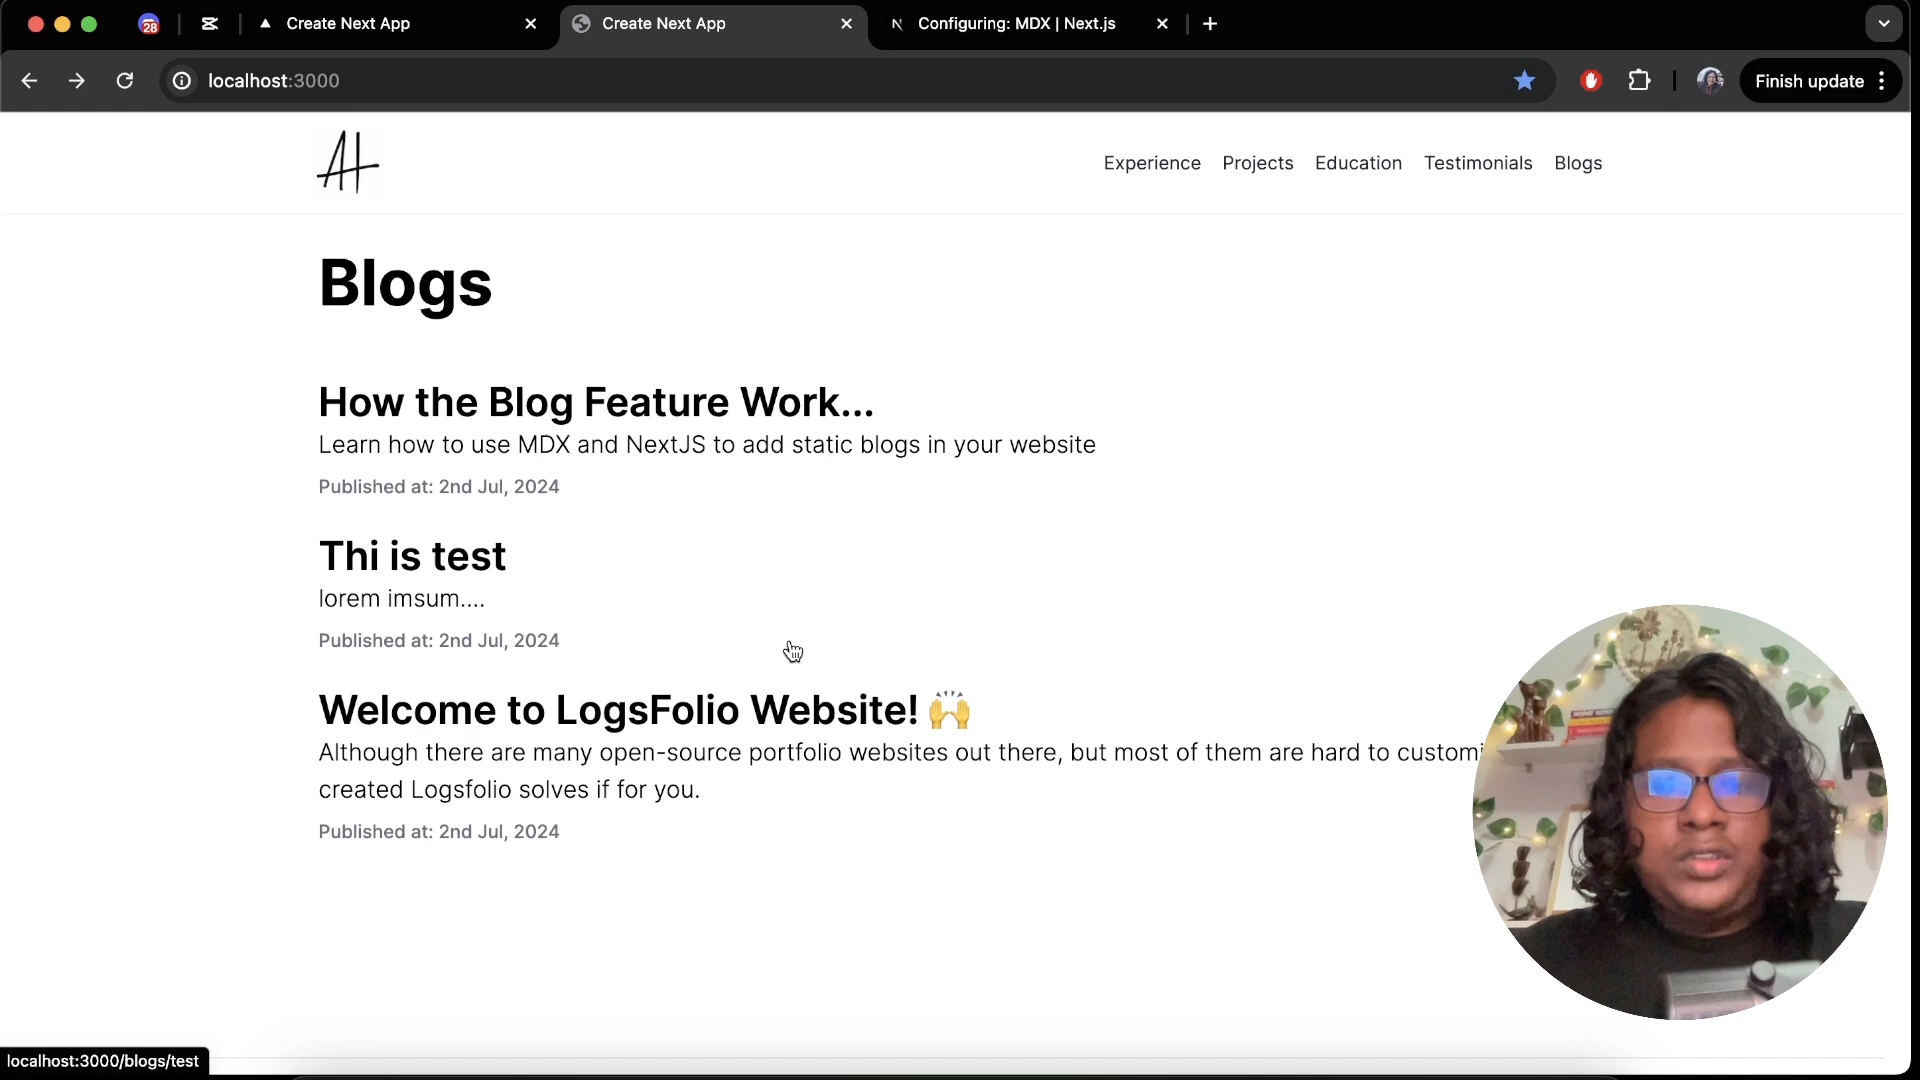 28
Create Next App
Create Next App
Configuring: MDX | Next.js
localhost:3000
Finish update
AH
Experience
Projects
Education
Testimonials
Blogs
Blogs
How the Blog Feature Work...
Learn how to use MDX and NextJS to add static blogs in your website
Published at: 2nd Jul, 2024
Thi is test
lorem imsum....
Published at: 2nd Jul, 2024
Welcome to LogsFolio Website! 🙌
Although there are many open-source portfolio websites out there, but most of them are hard to customi
created Logsfolio solves if for you.
Published at: 2nd Jul, 2024
localhost:3000/blogs/test